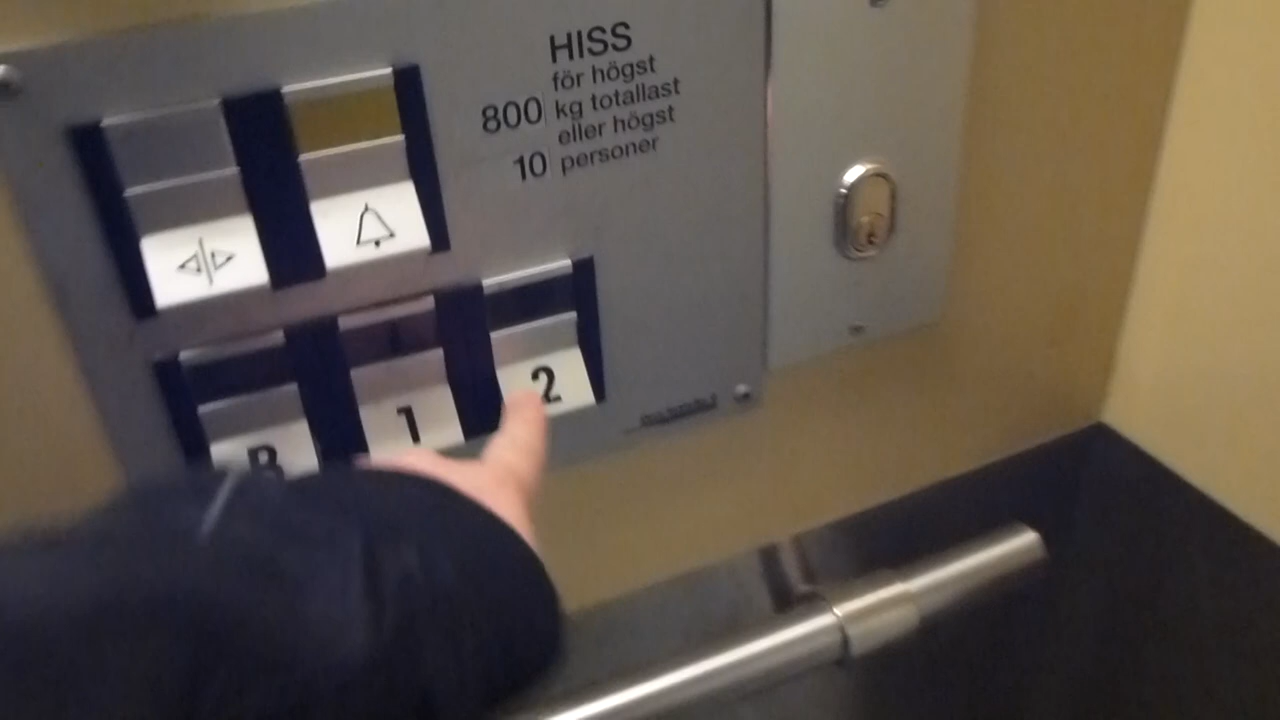 HISS
för högst
800 kg totallast
eller högst
10 personer
2
1
B